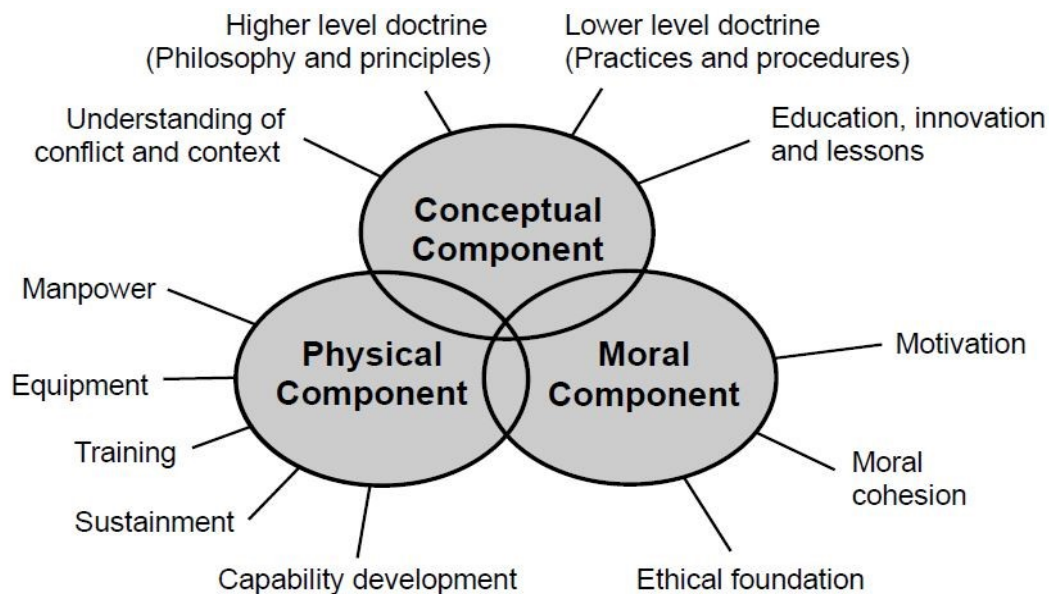 Higher level doctrine
(Philosophy and principles)
Lower level doctrine
(Practices and procedures)
Understanding of
conflict and context
Education, innovation
and lessons
Conceptual
Component
Manpower
Equipment
Training
Sustainment
Capability development
Physical
Component
Moral
Component
Motivation
Moral
cohesion
Ethical foundation